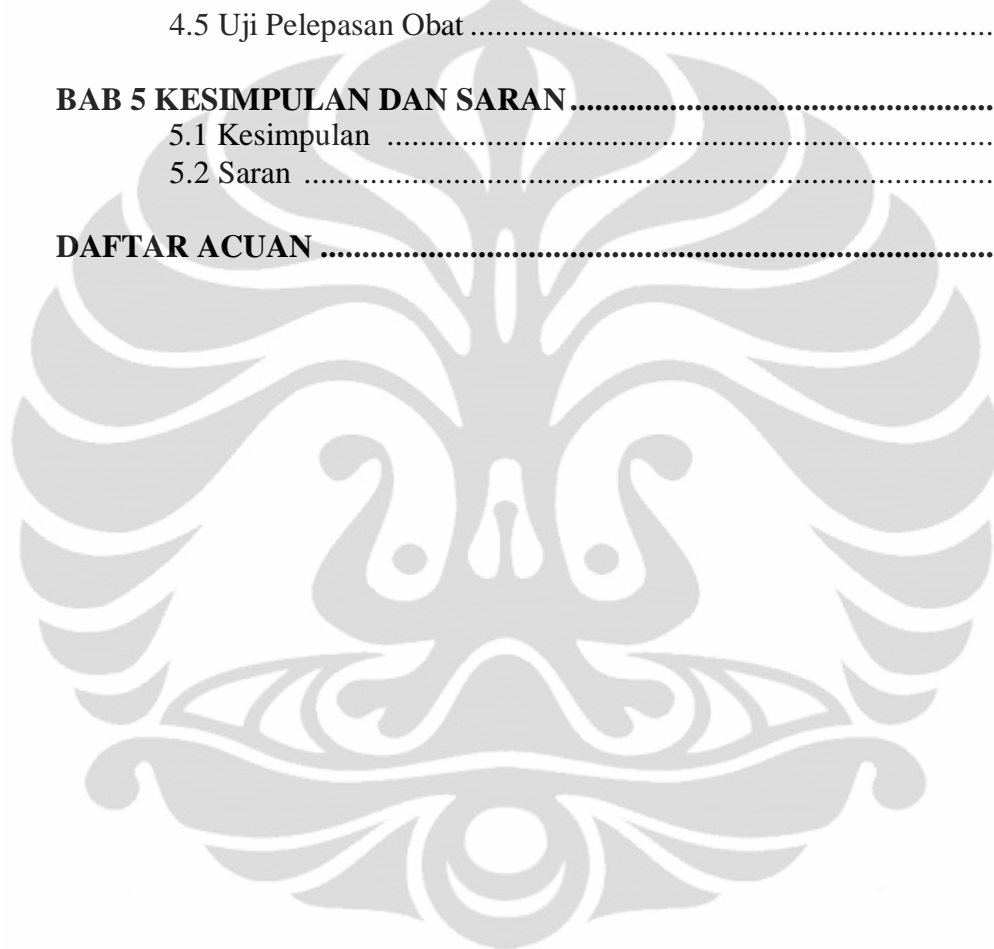 4.5 Uji Pelepasan Obat ..............................................................................
BAB 5 KESIMPULAN DAN SARAN...................................................
5.1 Kesimpulan ........................................................................................
5.2 Saran ..................................................................................................
DAFTAR ACUAN ..................................................................................